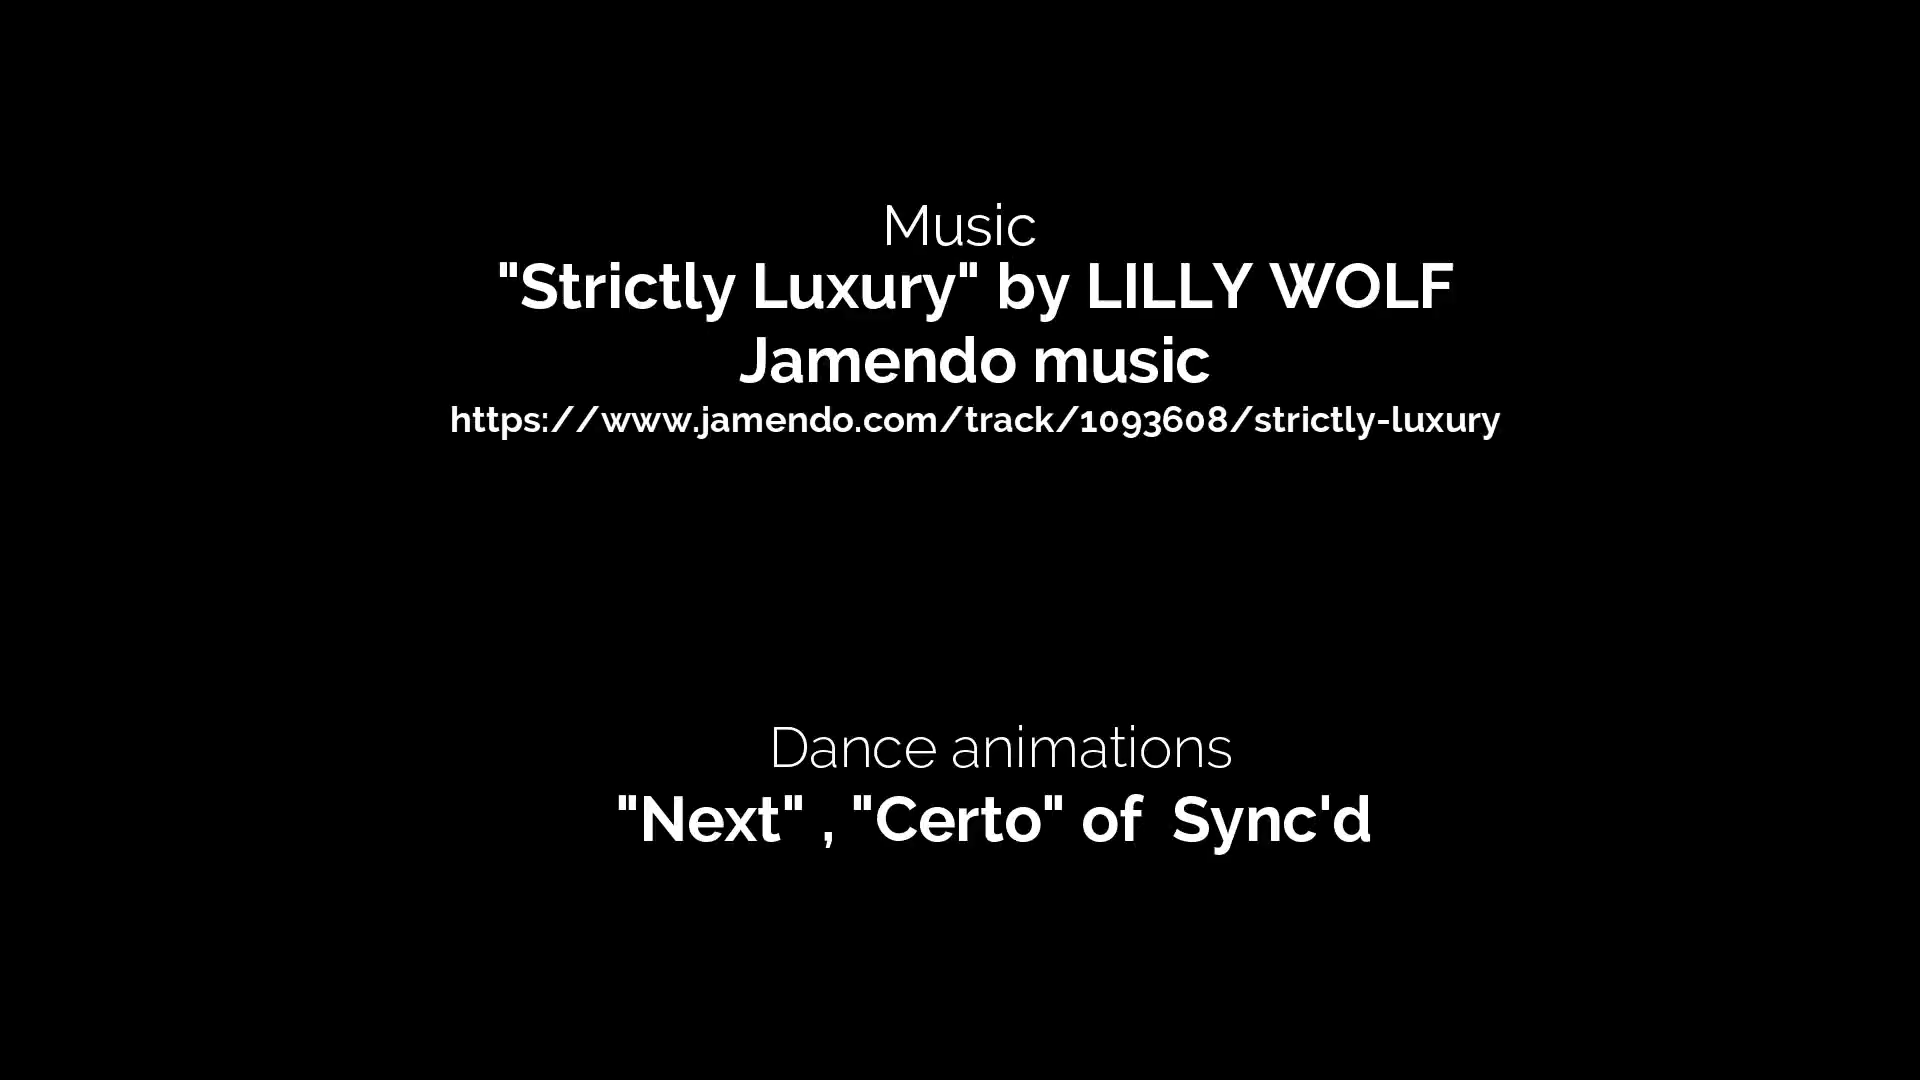 Music
"Strictly Luxury" by LILLY WOLF
Jamendo music
https://www.jamendo.com/track/1093608/strictly-luxury
Dance animations
"Next" , "Certo" of  Sync'd